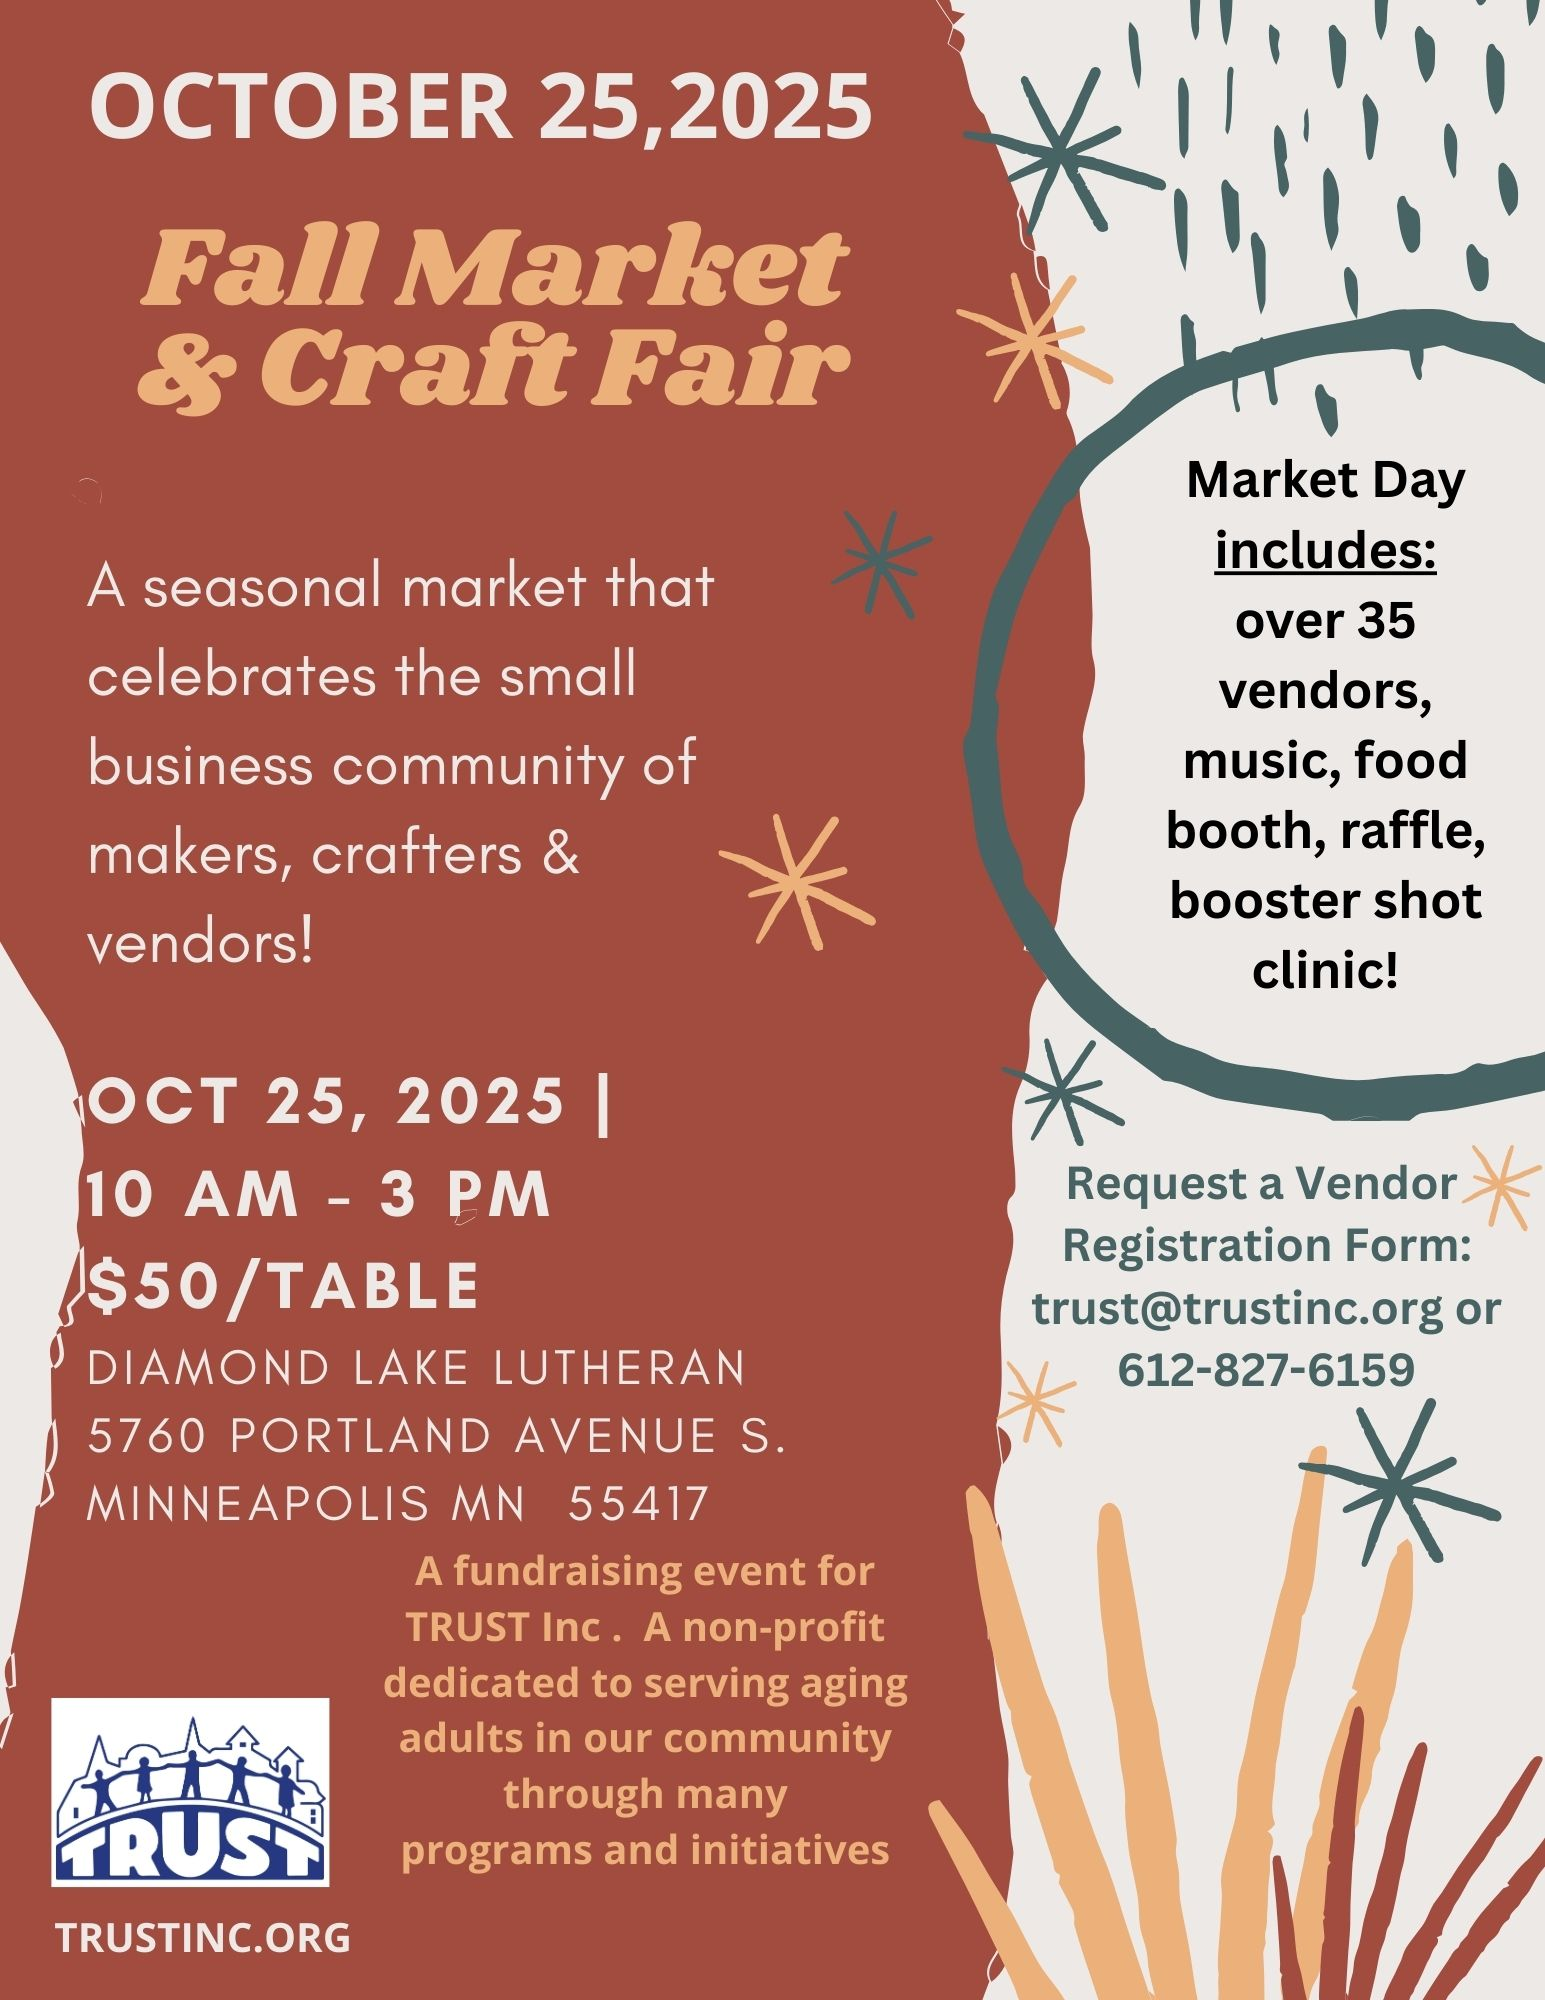 OCTOBER 25,2025
Fall Market
& Craft Fair
A seasonal market that
celebrates the small
business community of
makers, crafters &
vendors!
Market Day
includes:
over 35
vendors,
music, food
booth, raffle,
booster shot
clinic!
OCT 25, 2025 |
10 AM - 3 PM
$50/TABLE
DIAMOND LAKE LUTHERAN
5760 PORTLAND AVENUE S.
MINNEAPOLIS MN  55417
Request a Vendor
Registration Form:
trust@trustinc.org or
612-827-6159
A fundraising event for
TRUST Inc .  A non-profit
dedicated to serving aging
adults in our community
through many
programs and initiatives
TRUST
TRUSTINC.ORG